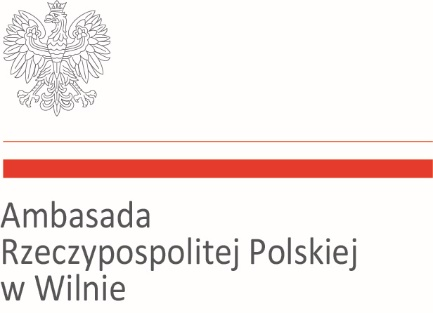 Ambasada
Rzeczypospolitej Polskiej
w Wilnie